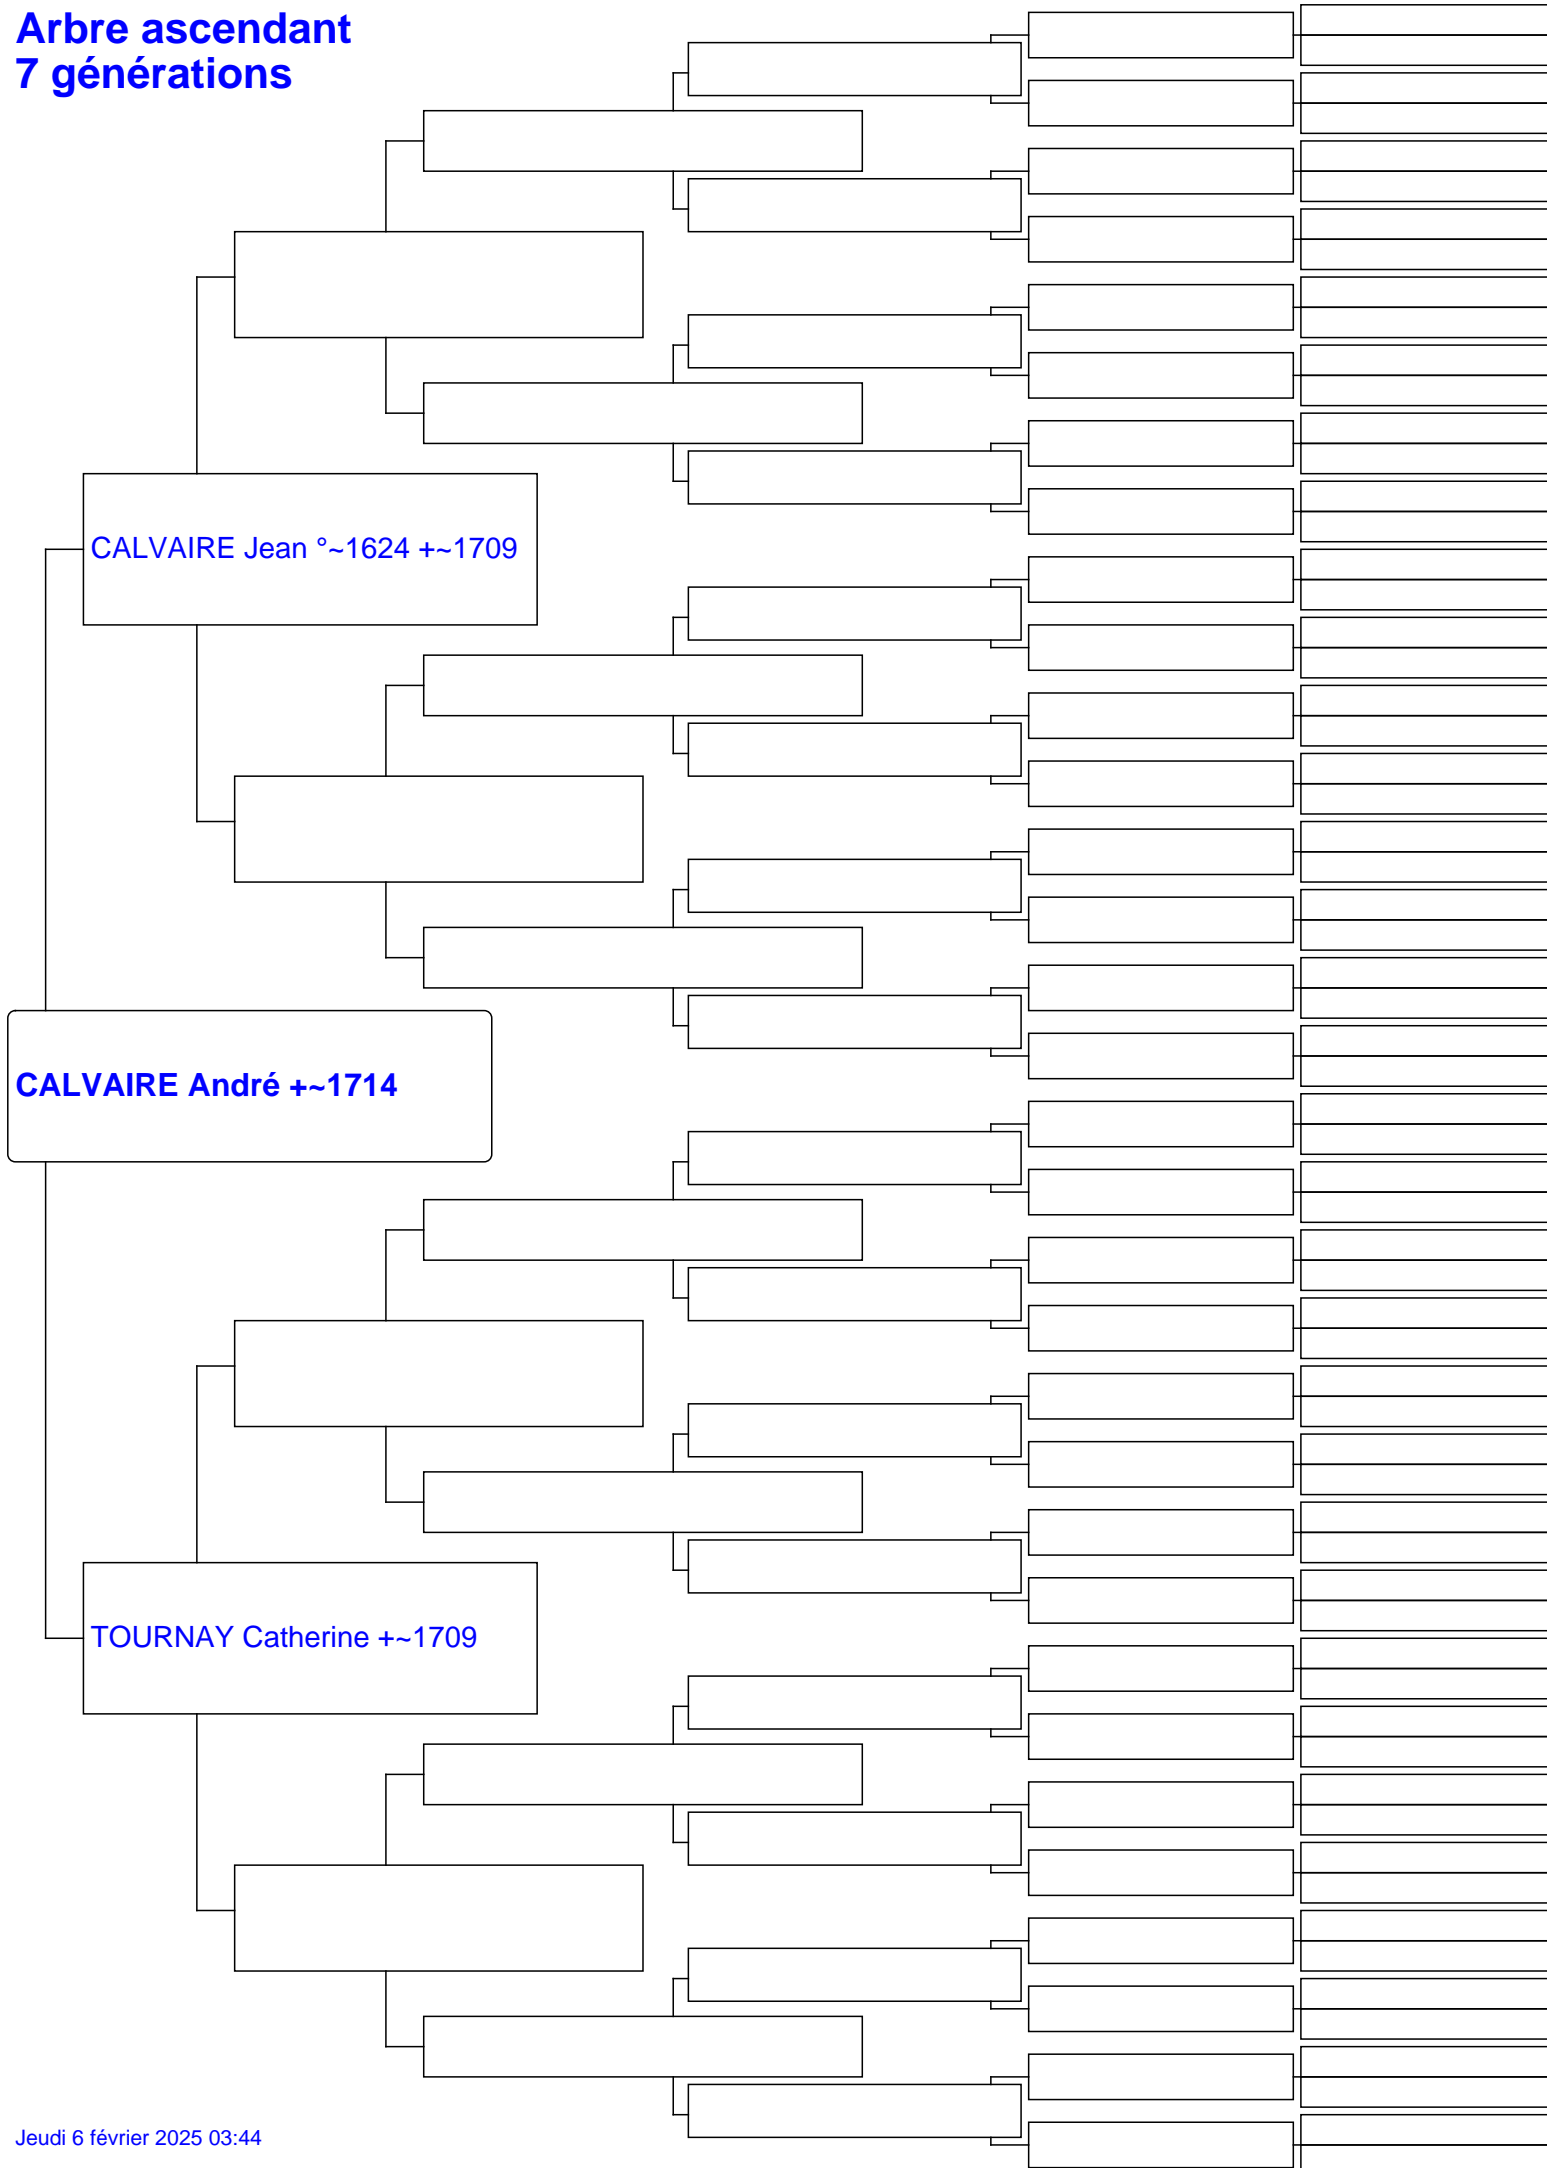 Arbre ascendant
7 générations
CALVAIRE Jean °~1624 +~1709
CALVAIRE André +~1714
TOURNAY Catherine +~1709
Jeudi 6 février 2025 03:44